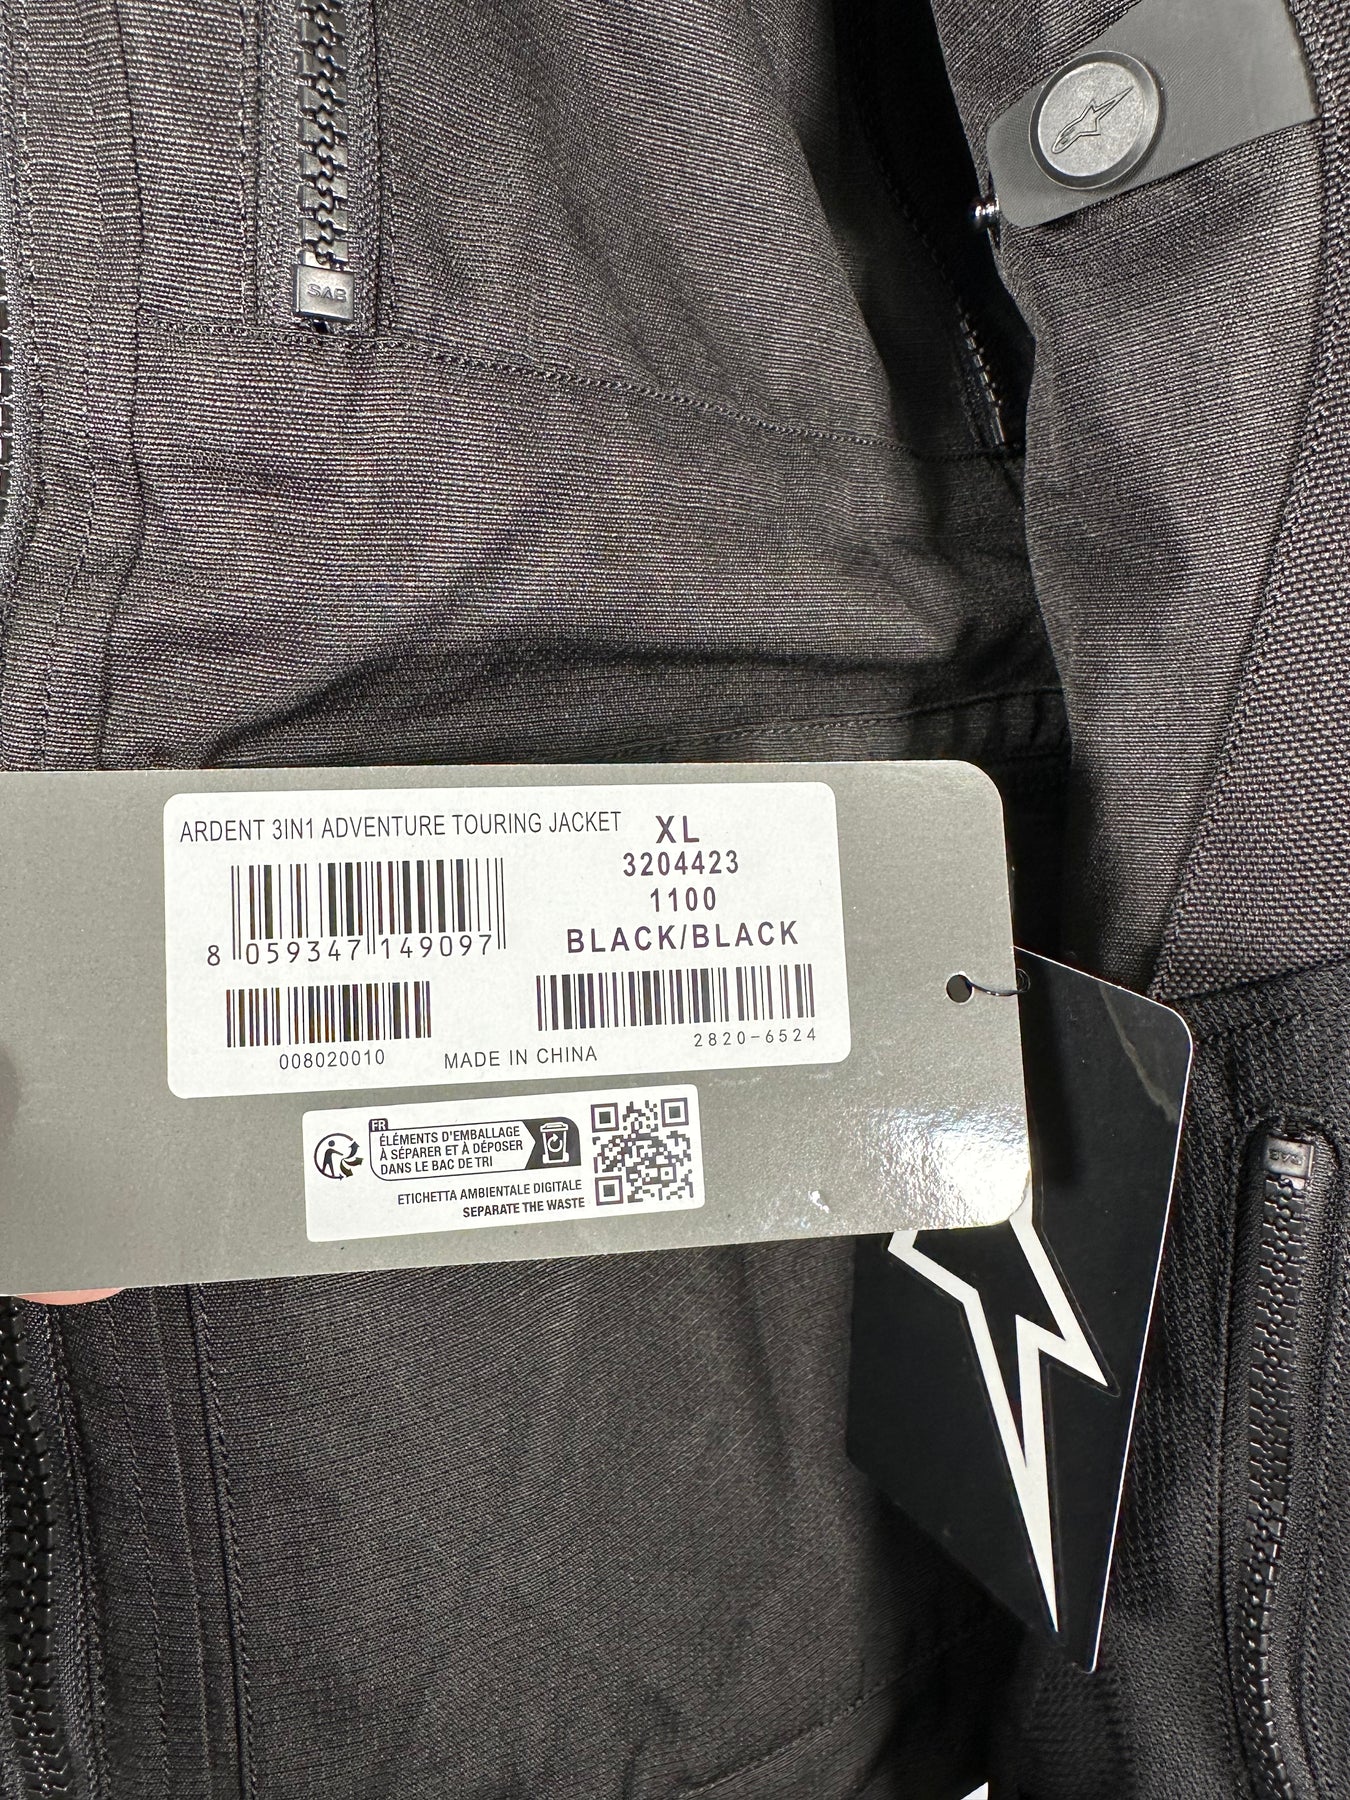 SAB
ARDENT 3IN1 ADVENTURE TOURING JACKET
XL
3204423
1100
BLACK/BLACK
8 059347 149097
008020010
MADE IN CHINA
2820-6524
FR
ÉLÉMENTS D'EMBALLAGE
À SÉPARER ET À DÉPOSER
DANS LE BAC DE TRI
ETICHETTA AMBIENTALE DIGITALE
SEPARATE THE WASTE
SAB